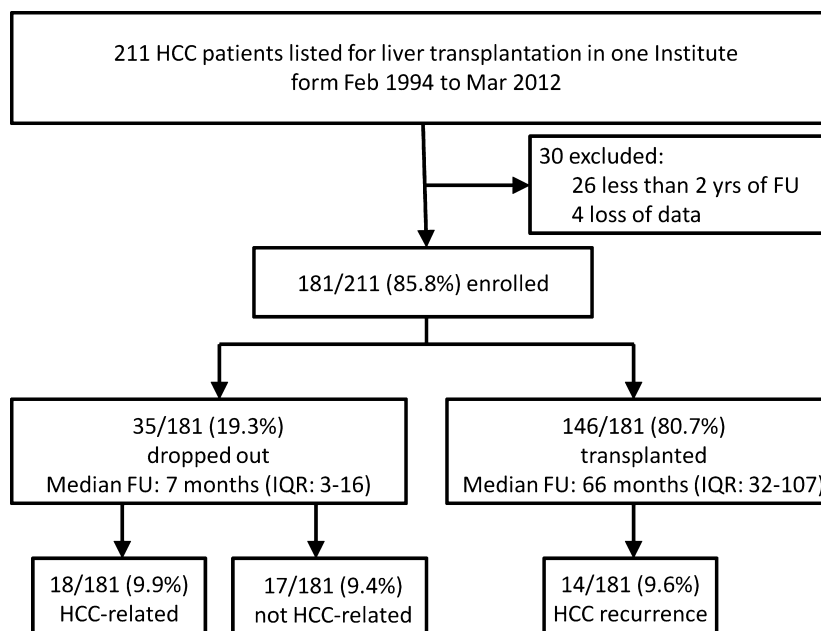 211 HCC patients listed for liver transplantation in one Institute
form Feb 1994 to Mar 2012
30 excluded:
26 less than 2 yrs of FU
4 loss of data
181/211 (85.8%) enrolled
35/181 (19.3%)
dropped out
Median FU: 7 months (IQR: 3-16)
146/181 (80.7%)
transplanted
Median FU: 66 months (IQR: 32-107)
18/181 (9.9%)
HCC-related
17/181 (9.4%)
not HCC-related
14/181 (9.6%)
HCC recurrence